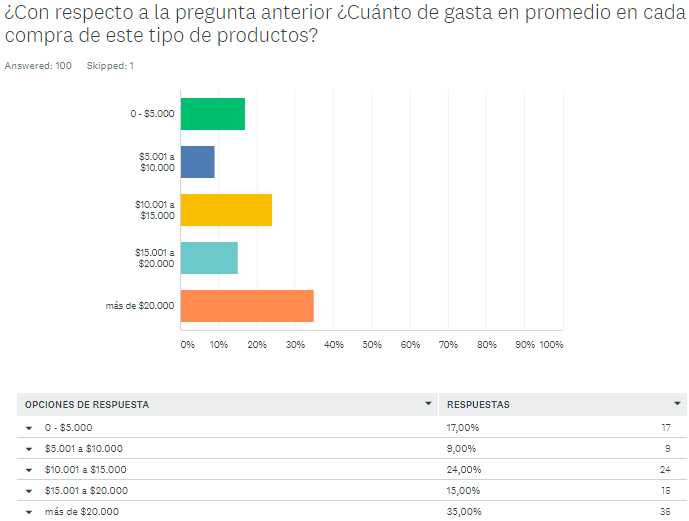 ¿Con respecto a la pregunta anterior ¿Cuánto de gasta en promedio en cada
compra de este tipo de productos?
Answered: 100 Skipped: 1
0 - $5.000
$5.001 a
$10.000
$10.001 a
$15.000
$15.001 a
$20.000
más de $20.000
0% 10% 20% 30% 40% 50% 60% 70% 80% 90% 100%
OPCIONES DE RESPUESTA RESPUESTAS
0 - $5.000 17,00% 17
$5.001 a $10.000 9,00% 9
$10.001 a $15.000 24,00% 24
$15.001 a $20.000 15,00% 15
más de $20.000 35,00% 35